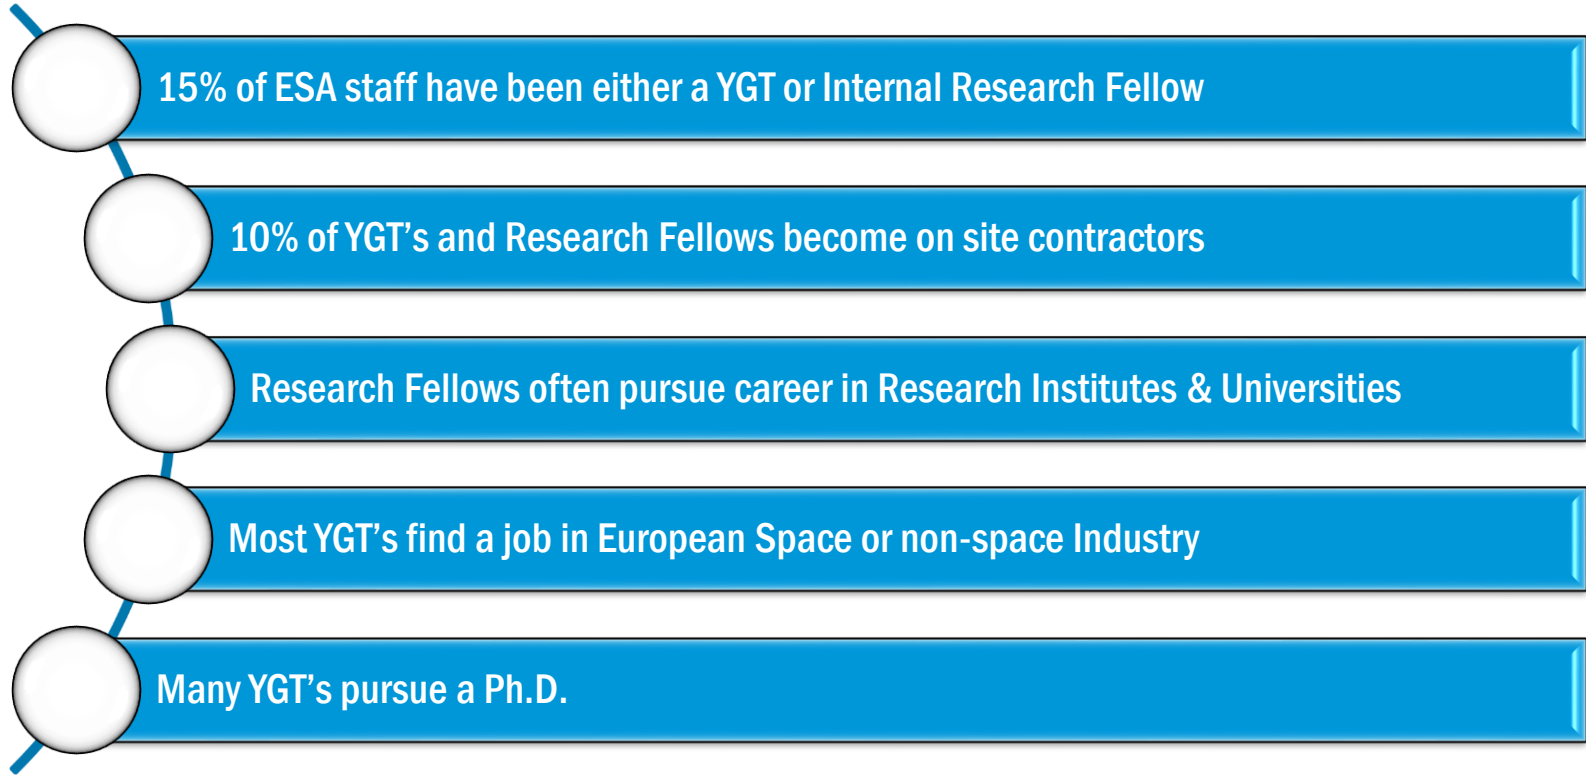 15% of ESA staff have been either a YGT or Internal Research Fellow
10% of YGT’s and Research Fellows become on site contractors
Research Fellows often pursue career in Research Institutes & Universities
Most YGT’s find a job in European Space or non-space Industry
Many YGT’s pursue a Ph.D.